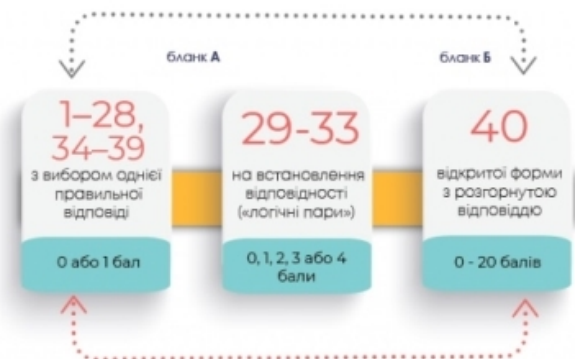 бланк А
бланк Б
1–28,
34–39
з вибором однієї
правильної
відповіді
0 або 1 бал
29-33
на встановлення
відповідності
(«логічні пари»)
0, 1, 2, 3 або 4
бали
40
відкритої форми
з розгорнутою
відповіддю
0 - 20 балів